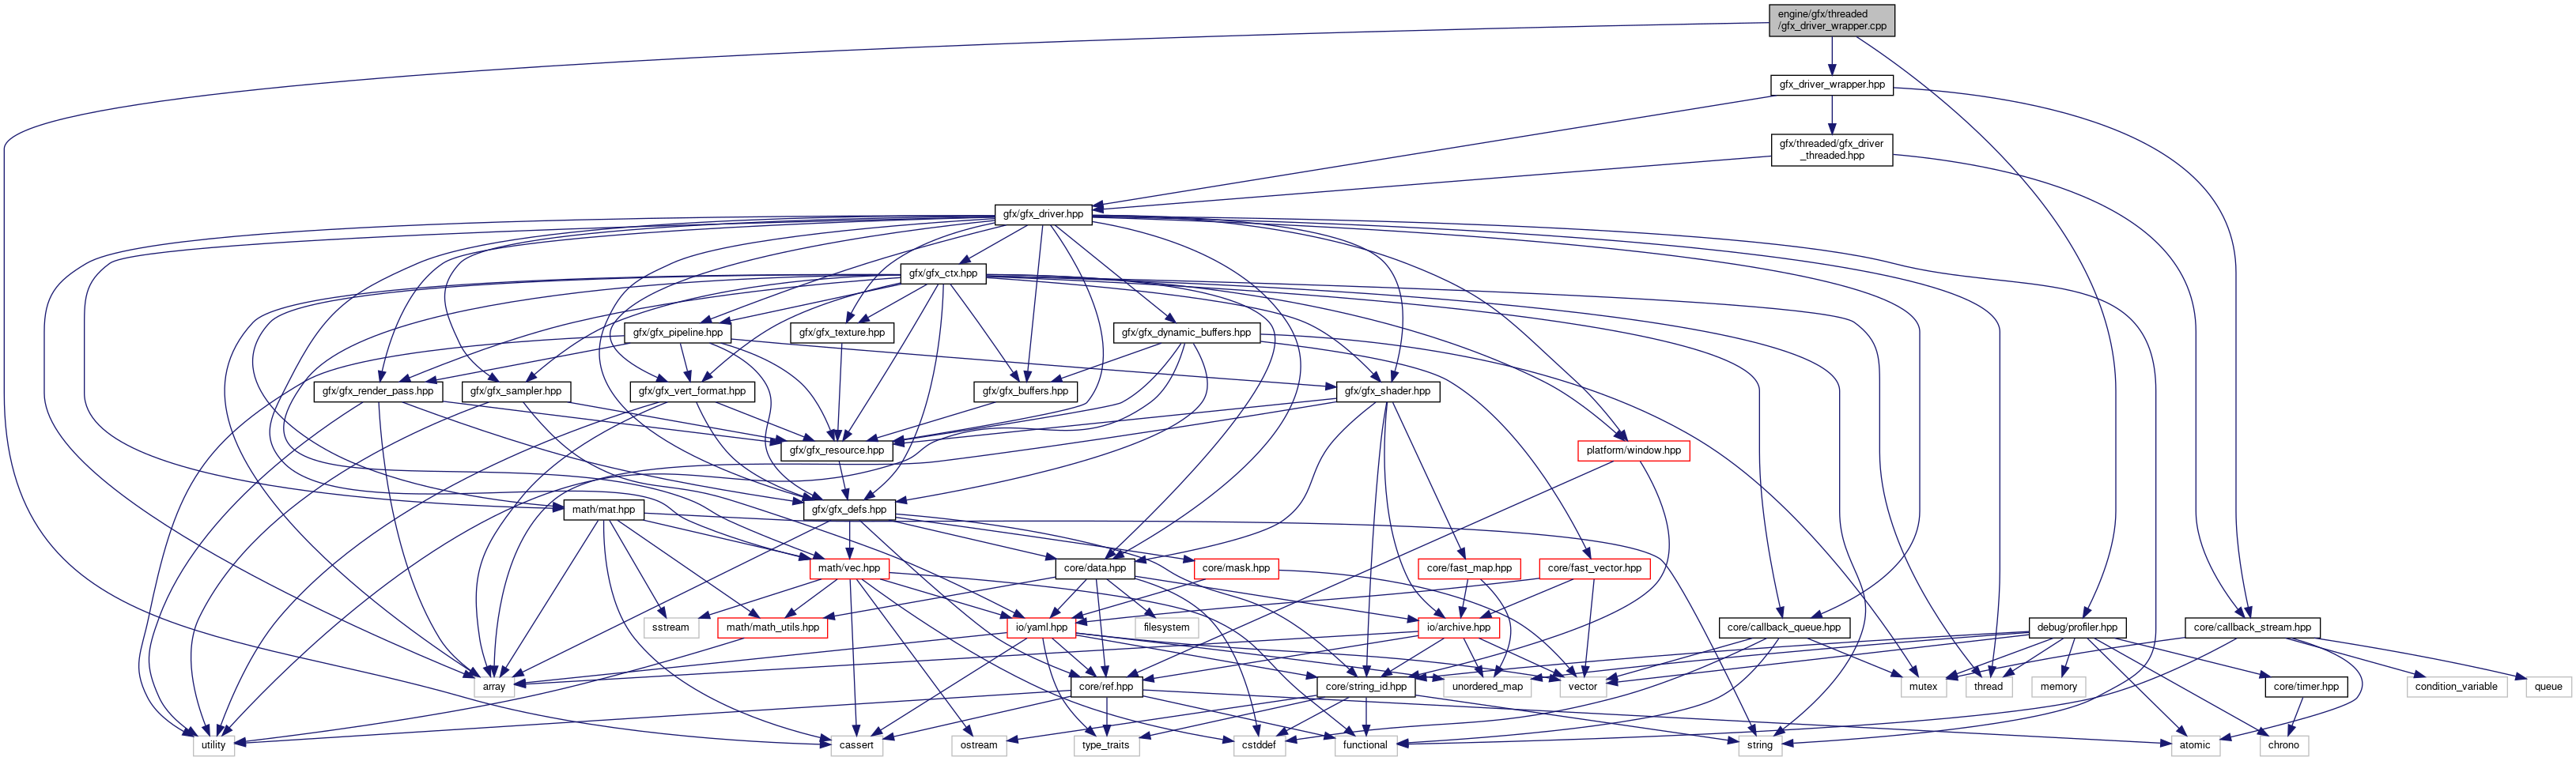 engine/gfx/threaded
/gfx_driver_wrapper.cpp
gfx_driver_wrapper.hpp
gfx/threaded/gfx_driver
_threaded.hpp
gfx/gfx_driver.hpp
gfx/gfx_ctx.hpp
gfx/gfx_pipeline.hpp
gfx/gfx_texture.hpp
gfx/gfx_dynamic_buffers.hpp
gfx/gfx_render_pass.hpp
gfx/gfx_sampler.hpp
gfx/gfx_vert_format.hpp
gfx/gfx_buffers.hpp
gfx/gfx_shader.hpp
gfx/gfx_resource.hpp
platform/window.hpp
math/mat.hpp
gfx/gfx_defs.hpp
math/vec.hpp
core/data.hpp
core/mask.hpp
core/fast_map.hpp
core/fast_vector.hpp
sstream
math/math_utils.hpp
io/yaml.hpp
filesystem
io/archive.hpp
core/callback_queue.hpp
debug/profiler.hpp
core/callback_stream.hpp
array
core/ref.hpp
core/string_id.hpp
unordered_map
vector
mutex
thread
memory
core/timer.hpp
condition_variable
queue
utility
cassert
ostream
type_traits
cstddef
functional
string
atomic
chrono